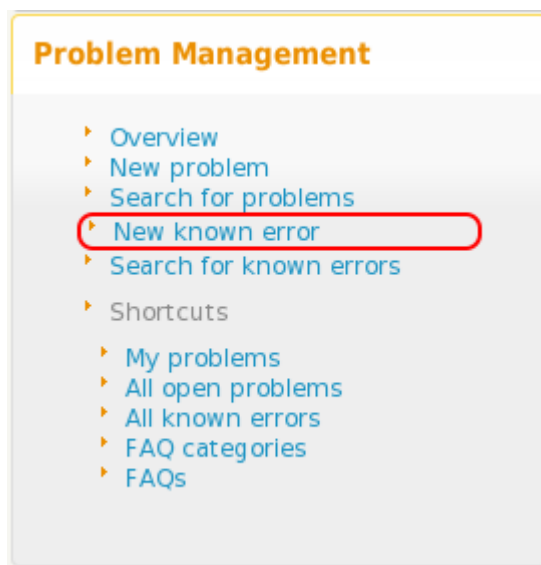 Problem Management
Overview
New problem
Search for problems
New known error
Search for known errors
Shortcuts
My problems
All open problems
All known errors
FAQ categories
FAQs